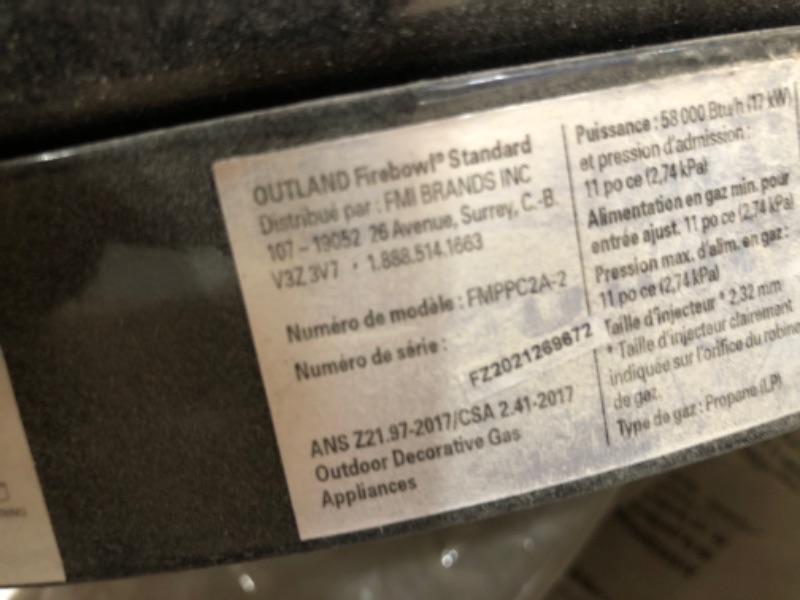 OUTLAND Firebowl® Standard
Distribué par : FMI BRANDS INC
107 – 19052 26 Avenue, Surrey, C.-B.
V3Z 3V7 • 1.888.514.1663
Numéro de modèle : FMPPC2A-2
Numéro de série :
FZ2021269672
ANS Z21.97-2017/CSA 2.41-2017
Outdoor Decorative Gas
Appliances
Puissance : 58 000 Btu/h (17 kW)
et pression d'admission :
11 po ce (2,74 kPa)
Alimentation en gaz min. pour
entrée ajust. 11 po ce (2,74 kPa)
Pression max. d'alim. en gaz :
11 po ce (2,74 kPa)
Taille d'injecteur * 2,32 mm
* Taille d'injecteur clairement
indiquée sur l'orifice du robine
de gaz.
Type de gaz : Propane (LP)